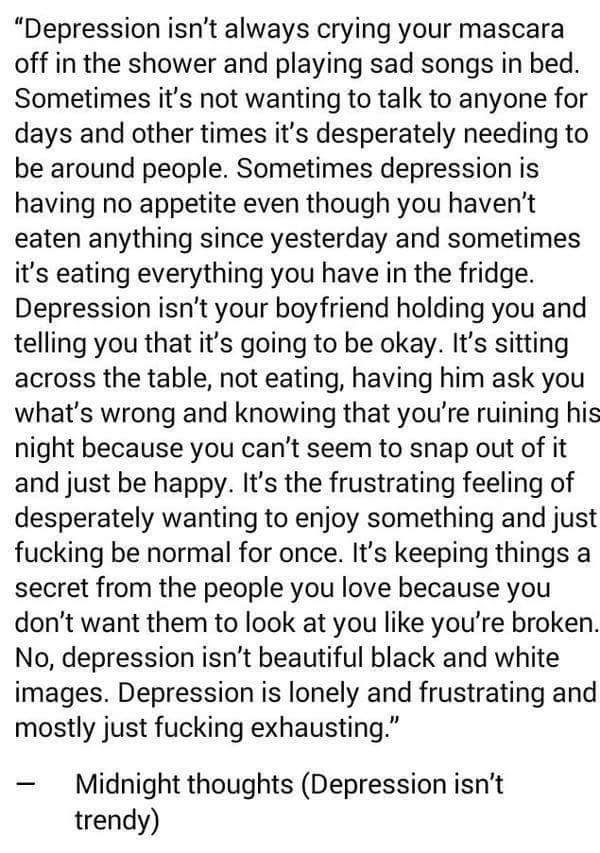 “Depression isn’t always crying your mascara
off in the shower and playing sad songs in bed.
Sometimes it’s not wanting to talk to anyone for
days and other times it’s desperately needing to
be around people. Sometimes depression is
having no appetite even though you haven’t
eaten anything since yesterday and sometimes
it’s eating everything you have in the fridge.
Depression isn’t your boyfriend holding you and
telling you that it’s going to be okay. It’s sitting
across the table, not eating, having him ask you
what’s wrong and knowing that you’re ruining his
night because you can’t seem to snap out of it
and just be happy. It’s the frustrating feeling of
desperately wanting to enjoy something and just
fucking be normal for once. It’s keeping things a
secret from the people you love because you
don’t want them to look at you like you’re broken.
No, depression isn’t beautiful black and white
images. Depression is lonely and frustrating and
mostly just fucking exhausting.”
— Midnight thoughts (Depression isn’t
trendy)